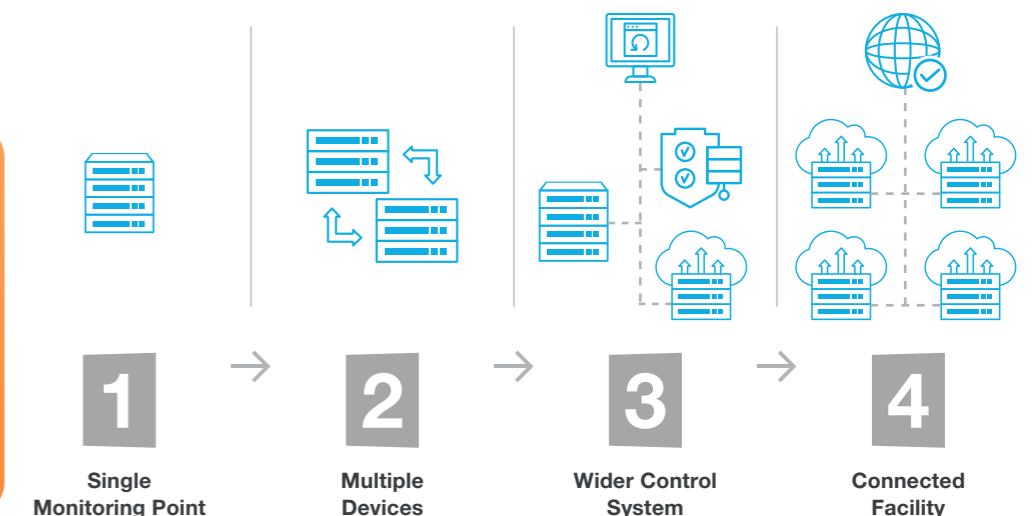 1
2
3
4
Single
Monitoring Point
Multiple
Devices
Wider Control
System
Connected
Facility